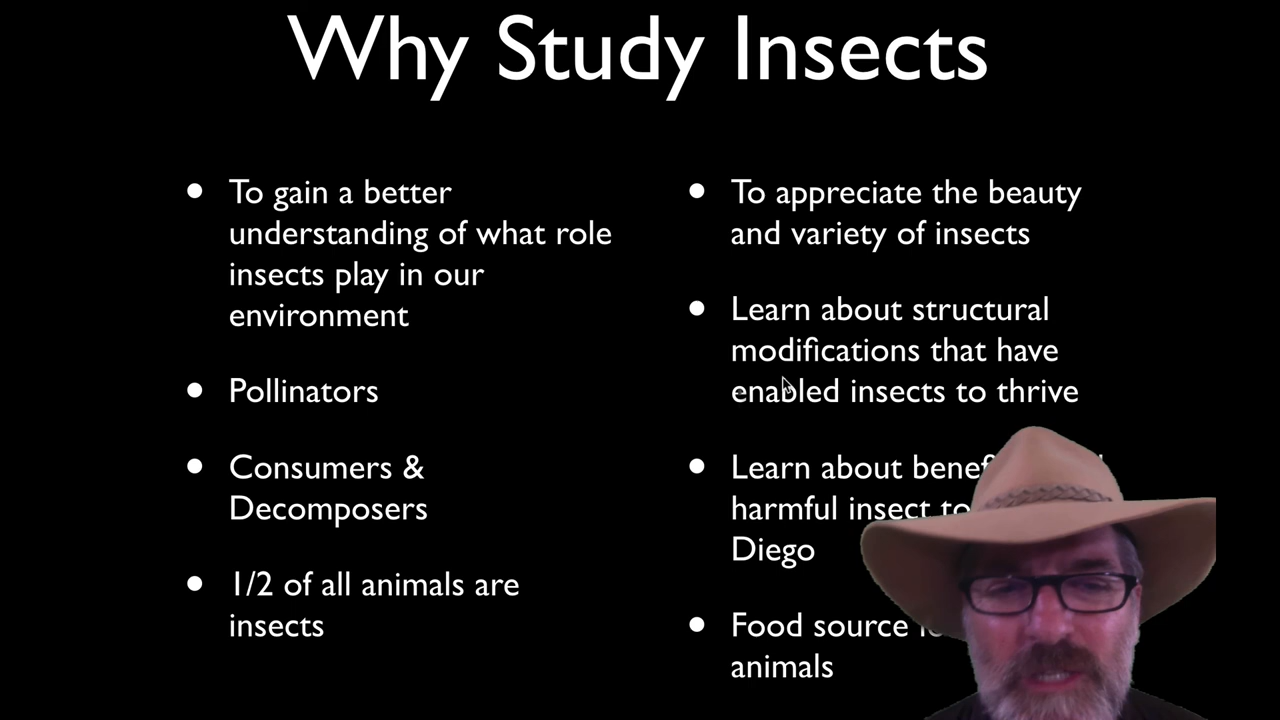 Why Study Insects
• To gain a better
understanding of what role
insects play in our
environment
• Pollinators
• Consumers &
Decomposers
• 1/2 of all animals are
insects
• To appreciate the beauty
and variety of insects
• Learn about structural
modifications that have
enabled insects to thrive
• Learn about
harmful insect to
Diego
• Food source
animals